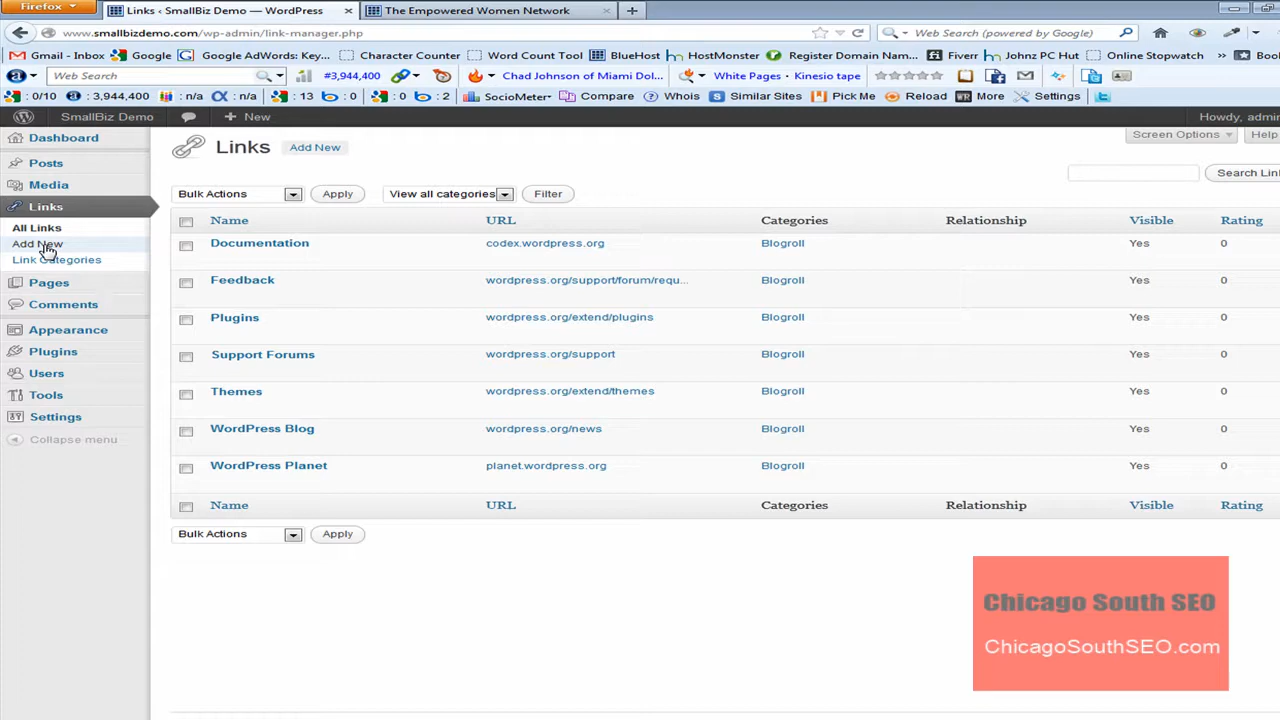 Firefox
Links ‹ SmallBiz Demo — WordPress × The Empowered Women Network × +
www.smallbizdemo.com/wp-admin/link-manager.php Web Search (powered by Google)
Gmail - Inbox Google Google AdWords: Key... Character Counter Word Count Tool BlueHost HostMonster Register Domain Nam... Fiverr Johnz PC Hut Online Stopwatch » Book
a Web Search #3,944,400 Chad Johnson of Miami Dol... White Pages · Kinesio tape
: 0/10 : 3,944,400 : n/a : n/a : 13 : 0 : 0 : 2 SocioMeter Compare Whois Similar Sites Pick Me Reload More Settings
SmallBiz Demo + New Howdy, admin
Dashboard
Posts
Media
Links
All Links
Add New
Link Categories
Pages
Comments
Appearance
Plugins
Users
Tools
Settings
Collapse menu
Links Add New Screen Options Help
Search Lin
Bulk Actions Apply View all categories Filter
Name URL Categories Relationship Visible Rating
Documentation codex.wordpress.org Blogroll Yes 0
Feedback wordpress.org/support/forum/requ... Blogroll Yes 0
Plugins wordpress.org/extend/plugins Blogroll Yes 0
Support Forums wordpress.org/support Blogroll Yes 0
Themes wordpress.org/extend/themes Blogroll Yes 0
WordPress Blog wordpress.org/news Blogroll Yes 0
WordPress Planet planet.wordpress.org Blogroll Yes 0
Name URL Categories Relationship Visible Rating
Bulk Actions Apply
Chicago South SEO
ChicagoSouthSEO.com